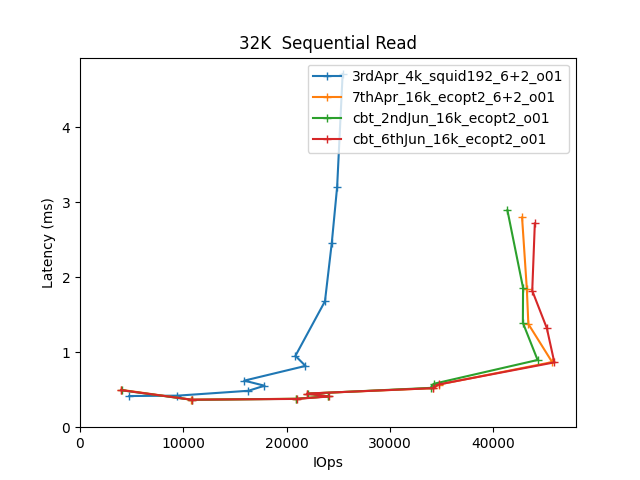 32K  Sequential Read
3rdApr_4k_squid192_6+2_o01
7thApr_16k_ecopt2_6+2_o01
cbt_2ndJun_16k_ecopt2_o01
cbt_6thJun_16k_ecopt2_o01
Latency (ms)
4
3
2
1
0
0 10000 20000 30000 40000
IOps